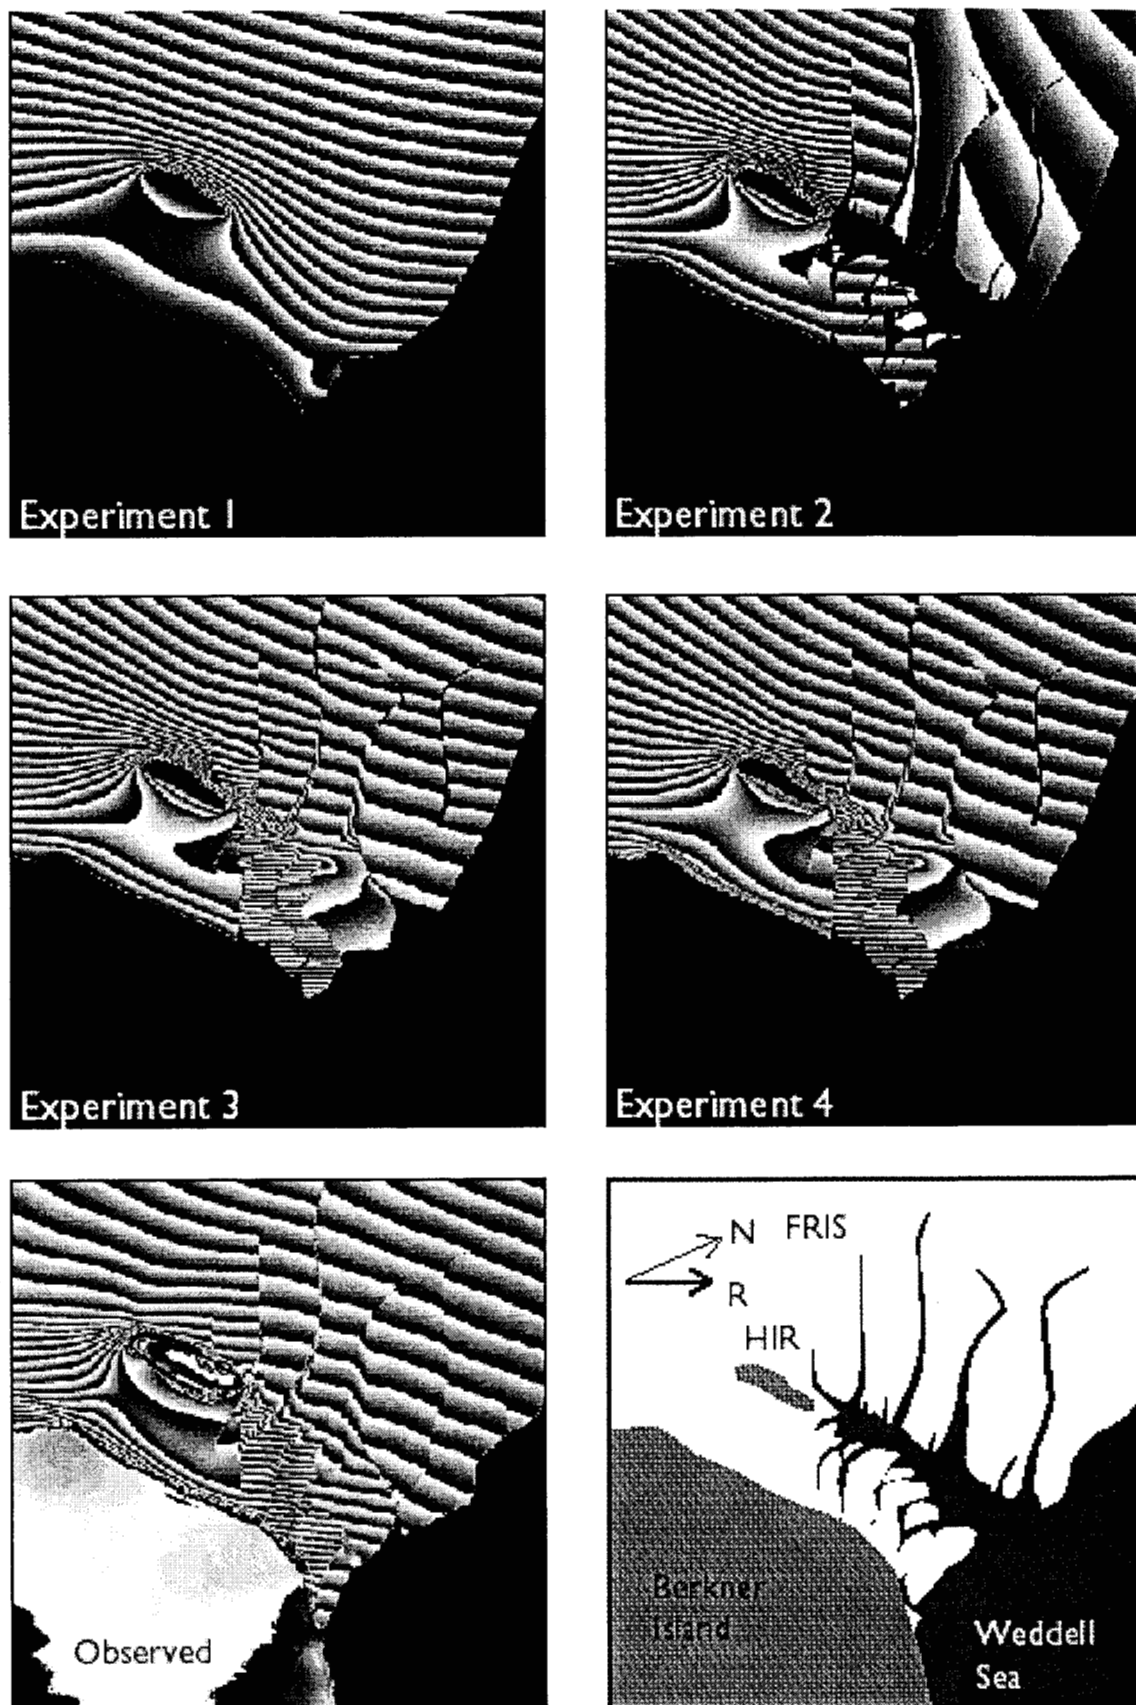 Experiment 1
Experiment 2
Experiment 3
Experiment 4
Observed
N FRIS
R
HIR
Berkner
Island
Weddell
Sea